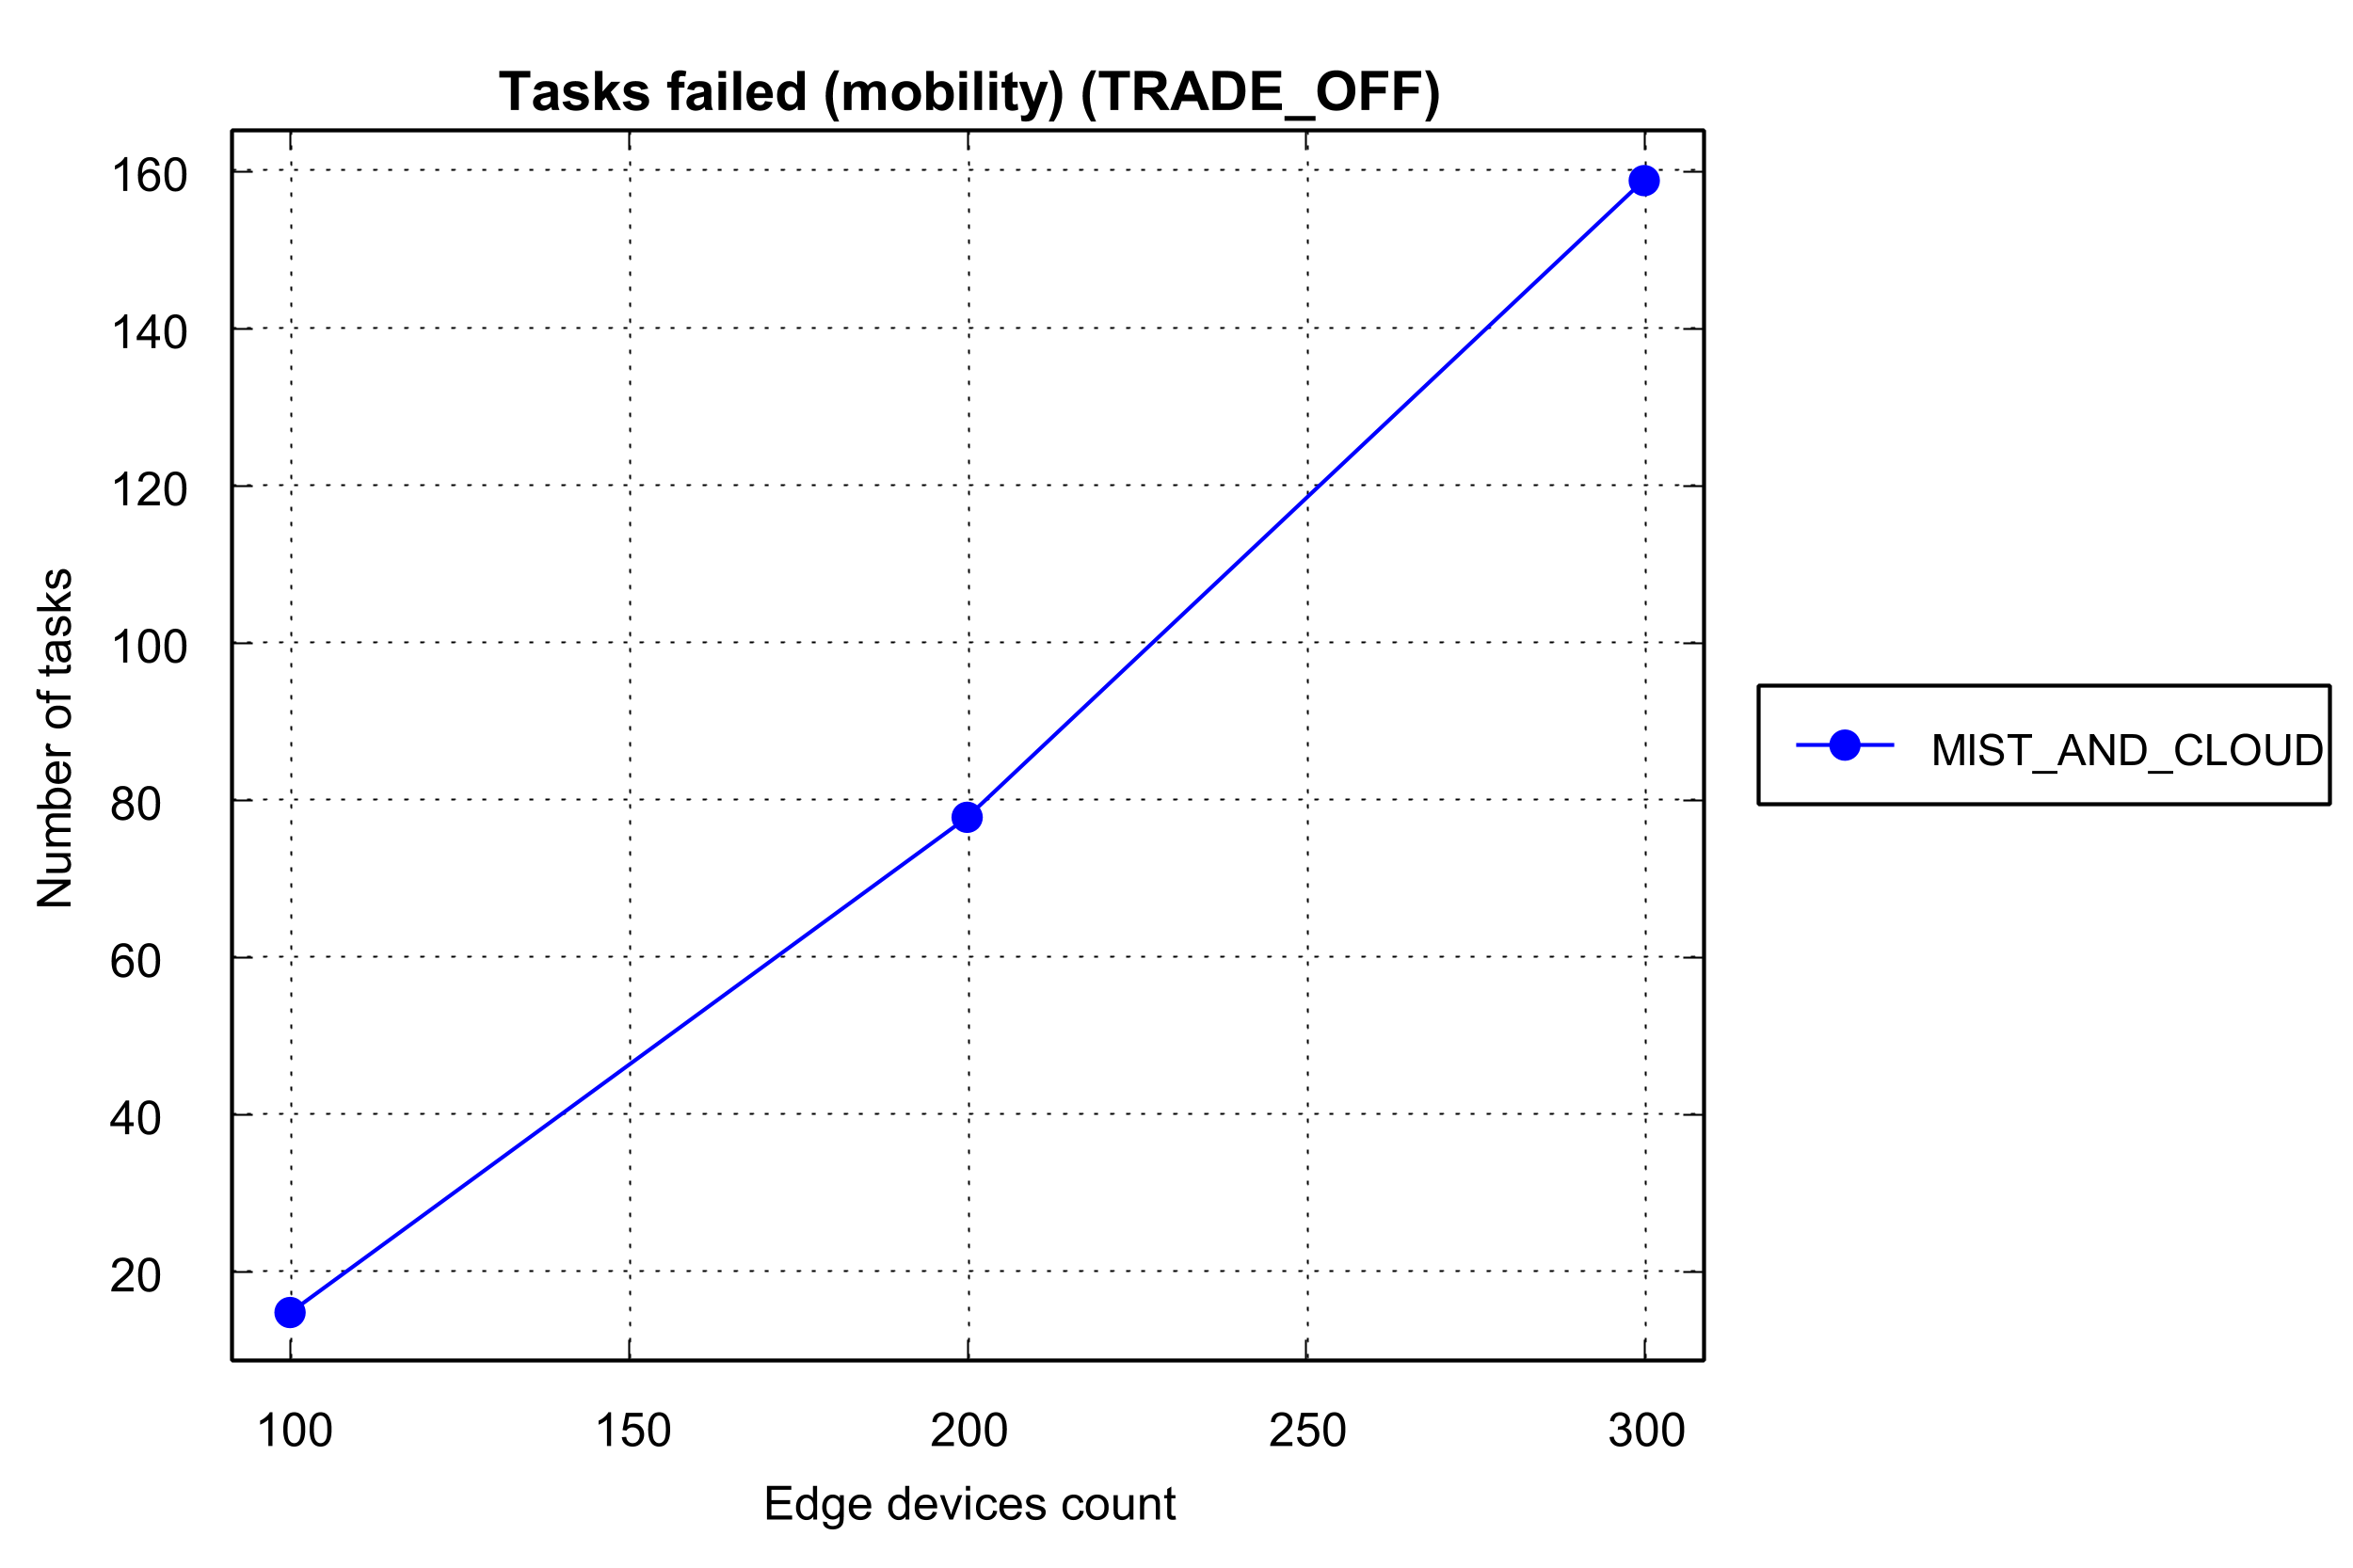 Tasks failed (mobility) (TRADE_OFF)
160
140
120
100
80
60
40
20
Number of tasks
100 150 200 250 300
Edge devices count
MIST_AND_CLOUD